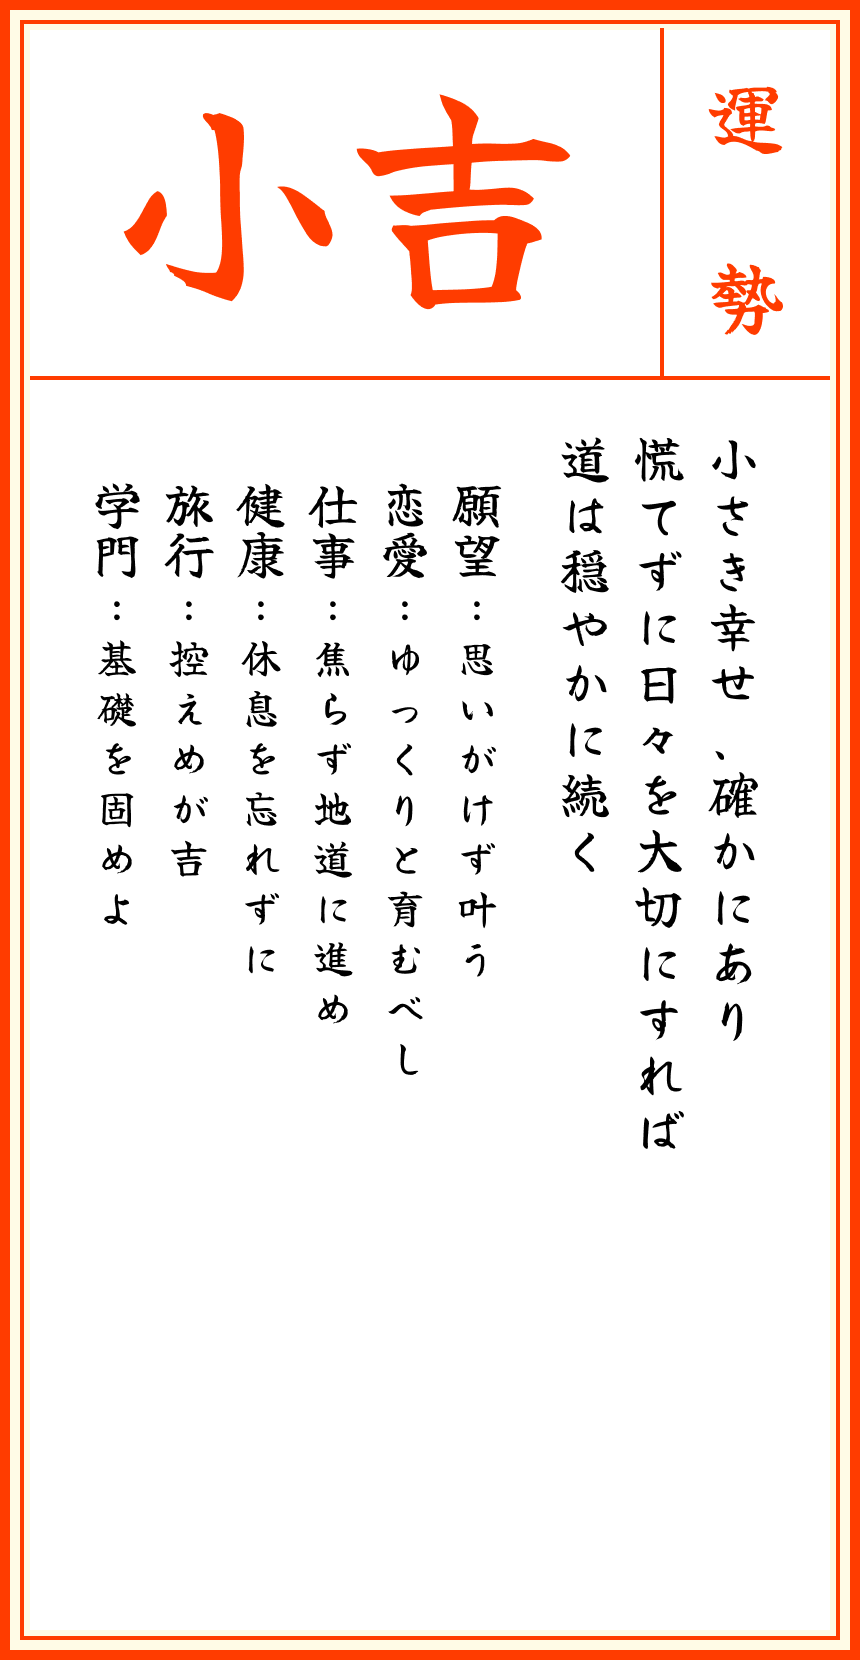 運勢
小吉
小さき幸せ、確かにあり
慌てずに日々を大切にすれば
道は穏やかに続く
願望：思いがけず叶う
恋愛：ゆっくりと育むべし
仕事：焦らず地道に進め
健康：休息を忘れずに
旅行：控えめが吉
学門：基礎を固めよ